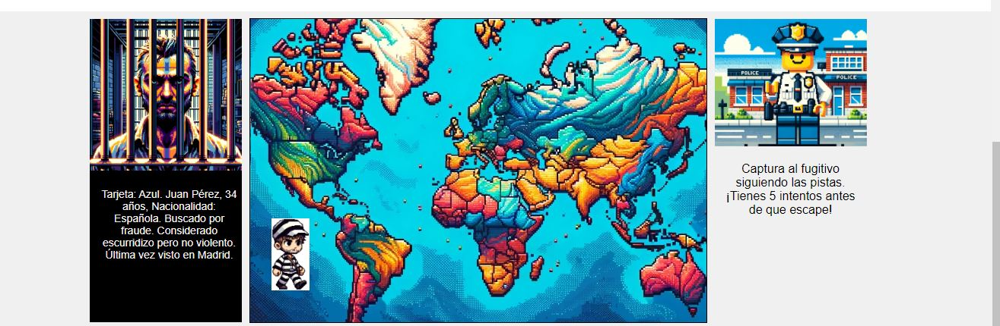 Tarjeta: Azul. Juan Pérez, 34
años, Nacionalidad:
Española. Buscado por
fraude. Considerado
escurridizo pero no violento.
Última vez visto en Madrid.
POLICE
POLICE
Captura al fugitivo
siguiendo las pistas.
¡Tienes 5 intentos antes
de que escape!